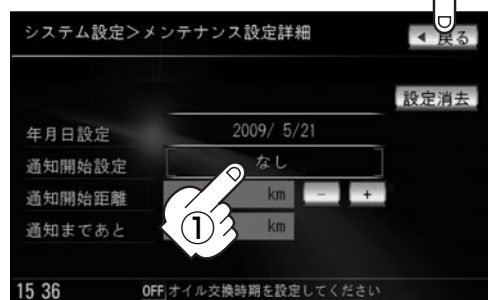 システム設定>メンテナンス設定詳細
◀ 戻る
設定消去
年月日設定 2009/ 5/21
通知開始設定 なし
通知開始距離 km − +
通知まであと km
①
15 36 OFF オイル交換時期を設定してください